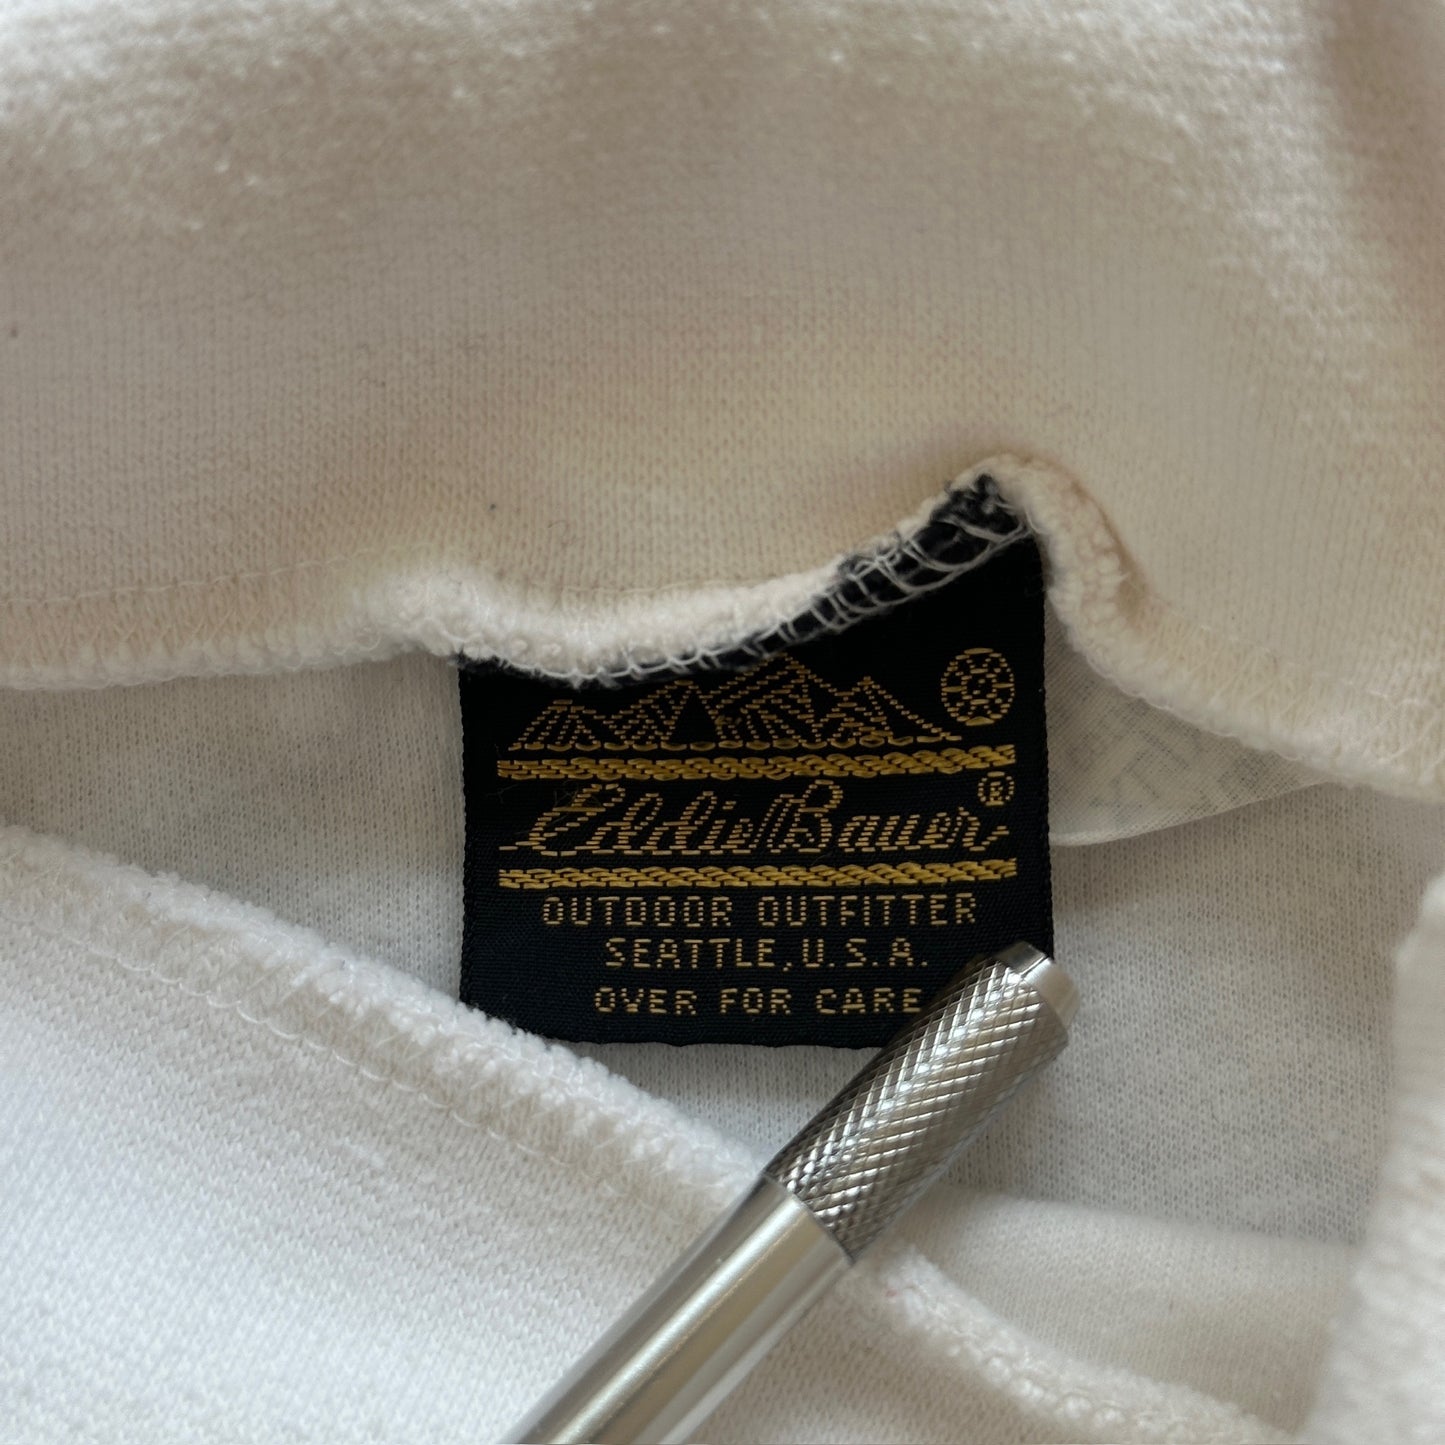 Eddie Bauer®
OUTDOOR OUTFITTER
SEATTLE, U.S.A.
OVER FOR CARE